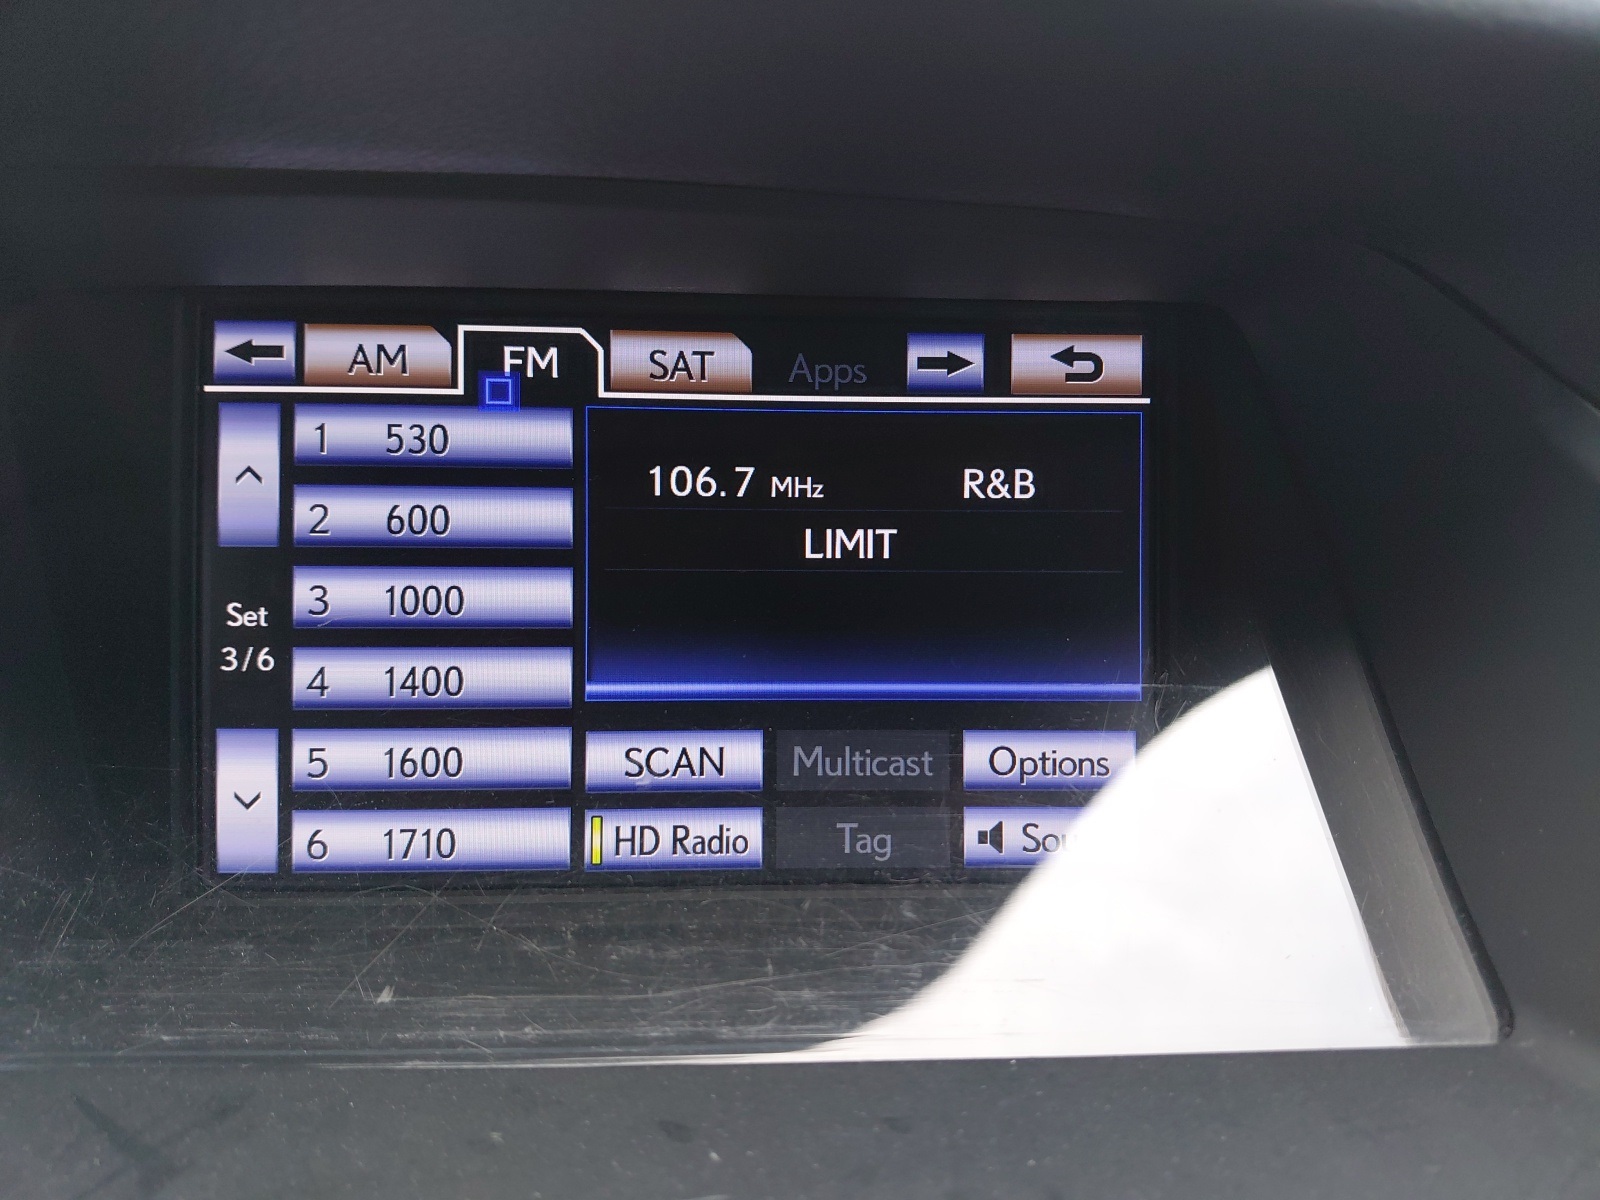 AM FM SAT Apps
1 530
2 600
3 1000
4 1400
5 1600
6 1710
Set
3/6
106.7 MHz R&B
LIMIT
SCAN Multicast Options
HD Radio Tag